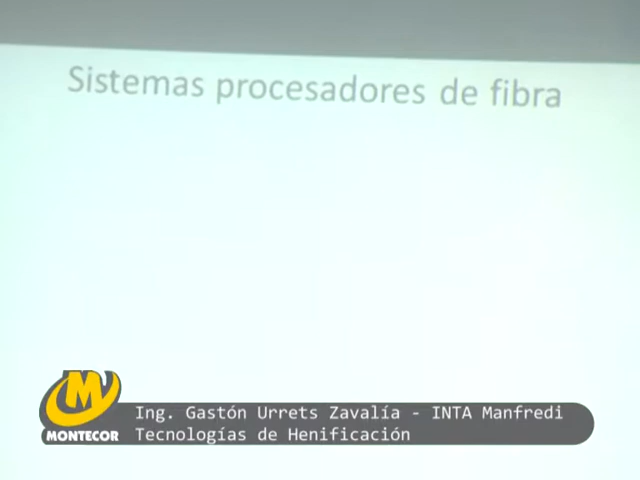 Sistemas procesadores de fibra
Ing. Gastón Urrets Zavalía - INTA Manfredi
Tecnologías de Henificación
MONTECOR